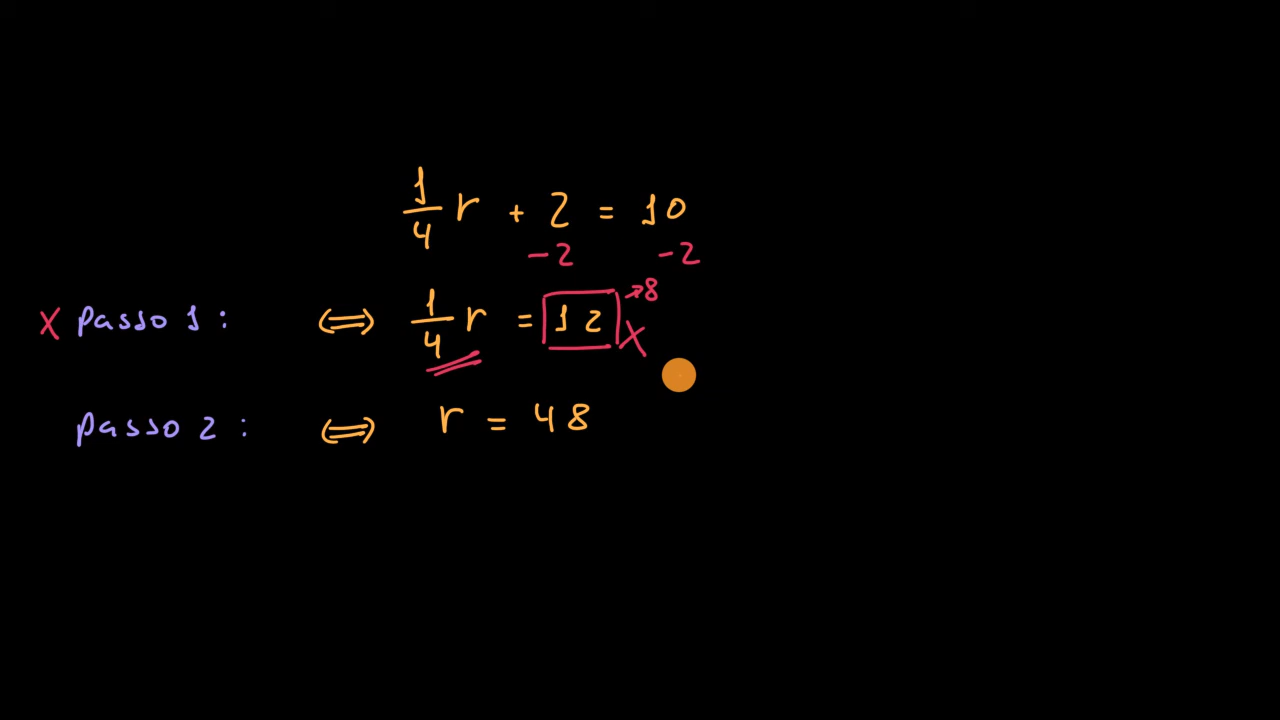 1/4 r + 2 = 10
-2 -2
x Passo 1 : ⟺ 1/4 r = 12 x →8
Passo 2 : ⟺ r = 48